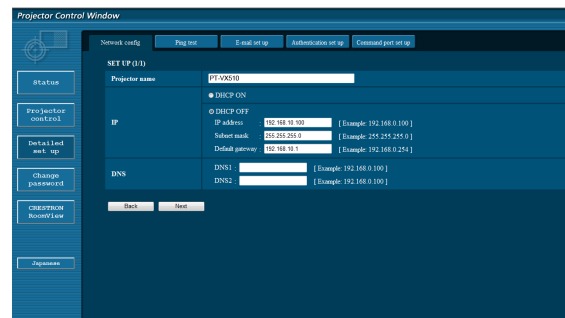 Projector Control Window
Network config
Ping test
E-mail set up
Authentication set up
Command port set up
Status
Projector control
Detailed set up
Change password
CRESTRON RoomView
Japanese
SET UP (1/1)
Projector name PT-VX510
IP
DHCP ON
DHCP OFF
IP address : 192.168.10.100 [ Example: 192.168.0.100 ]
Subnet mask : 255.255.255.0 [ Example: 255.255.255.0 ]
Default gateway : 192.168.10.1 [ Example: 192.168.0.254 ]
DNS
DNS1 : [ Example: 192.168.0.100 ]
DNS2 : [ Example: 192.168.0.100 ]
Back Next